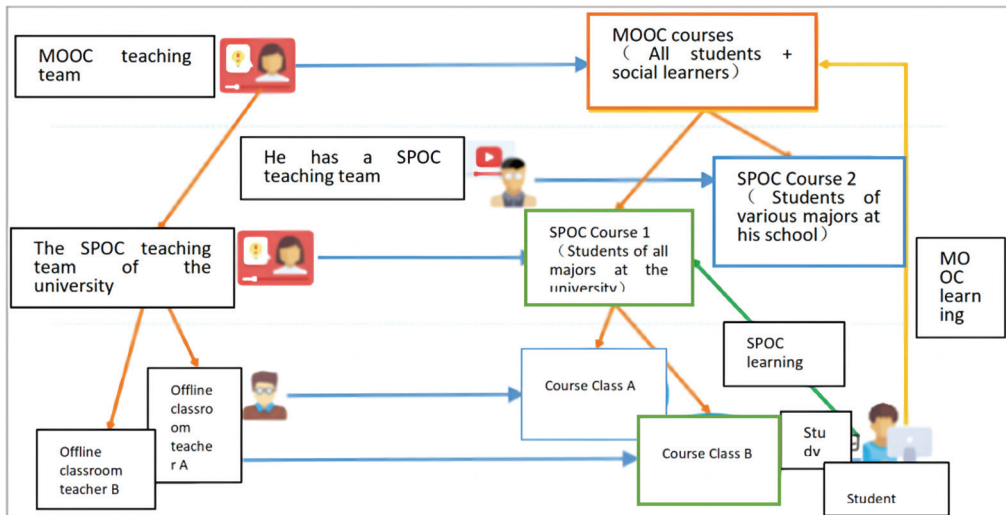 MOOC teaching
team
MOOC courses
（ All students +
social learners）
He has a SPOC
teaching team
SPOC Course 2
（ Students of
various majors at
his school）
The SPOC teaching
team of the
university
SPOC Course 1
（Students of all
majors at the
university）
MO
OC
learn
ing
SPOC
learning
Offline
classro
om
teache
r A
Course Class A
Offline
classroom
teacher B
Course Class B
Stu
dy
Student